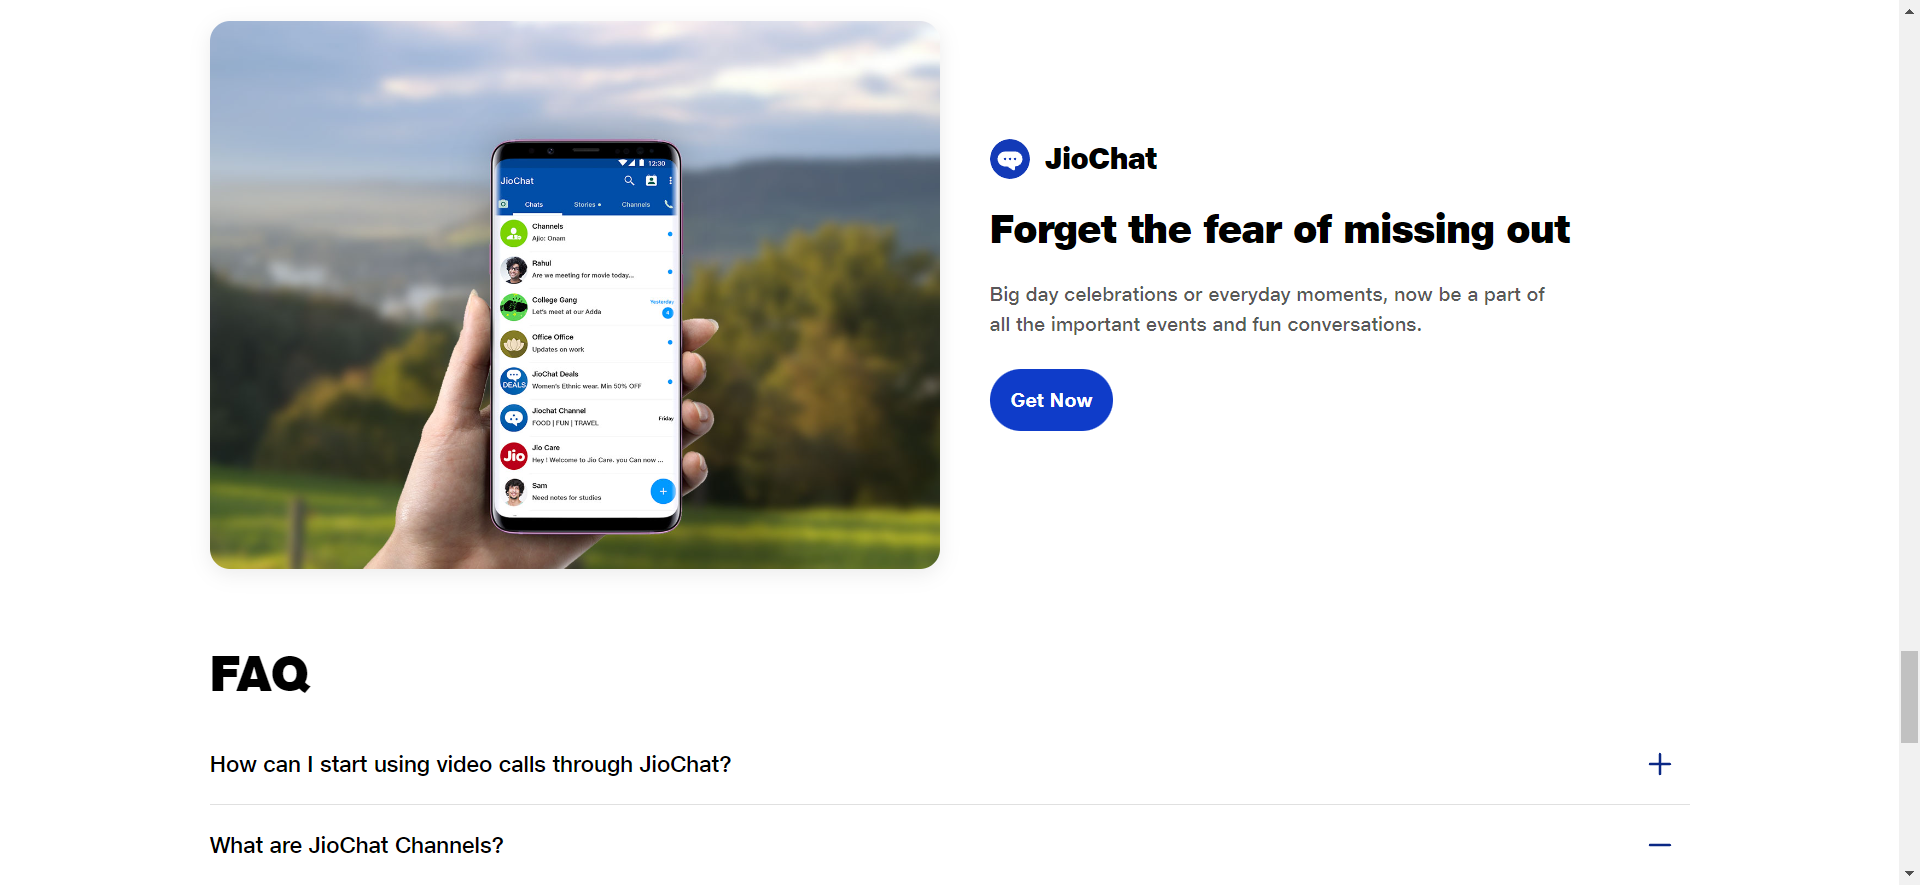 12:30
JioChat
Chats Stories Channels
Channels
Ajio: Onam
Rahul
Are we meeting for movie today...
College Gang Yesterday
Let's meet at our Adda 4
Office Office
Updates on work
DEALS JioChat Deals
Women's Ethnic wear. Min 50% OFF
Jiochat Channel
FOOD | FUN | TRAVEL Friday
Jio Jio Care
Hey ! Welcome to Jio Care. you Can now ...
Sam
Need notes for studies
JioChat
Forget the fear of missing out
Big day celebrations or everyday moments, now be a part of
all the important events and fun conversations.
Get Now
FAQ
How can I start using video calls through JioChat?
What are JioChat Channels?